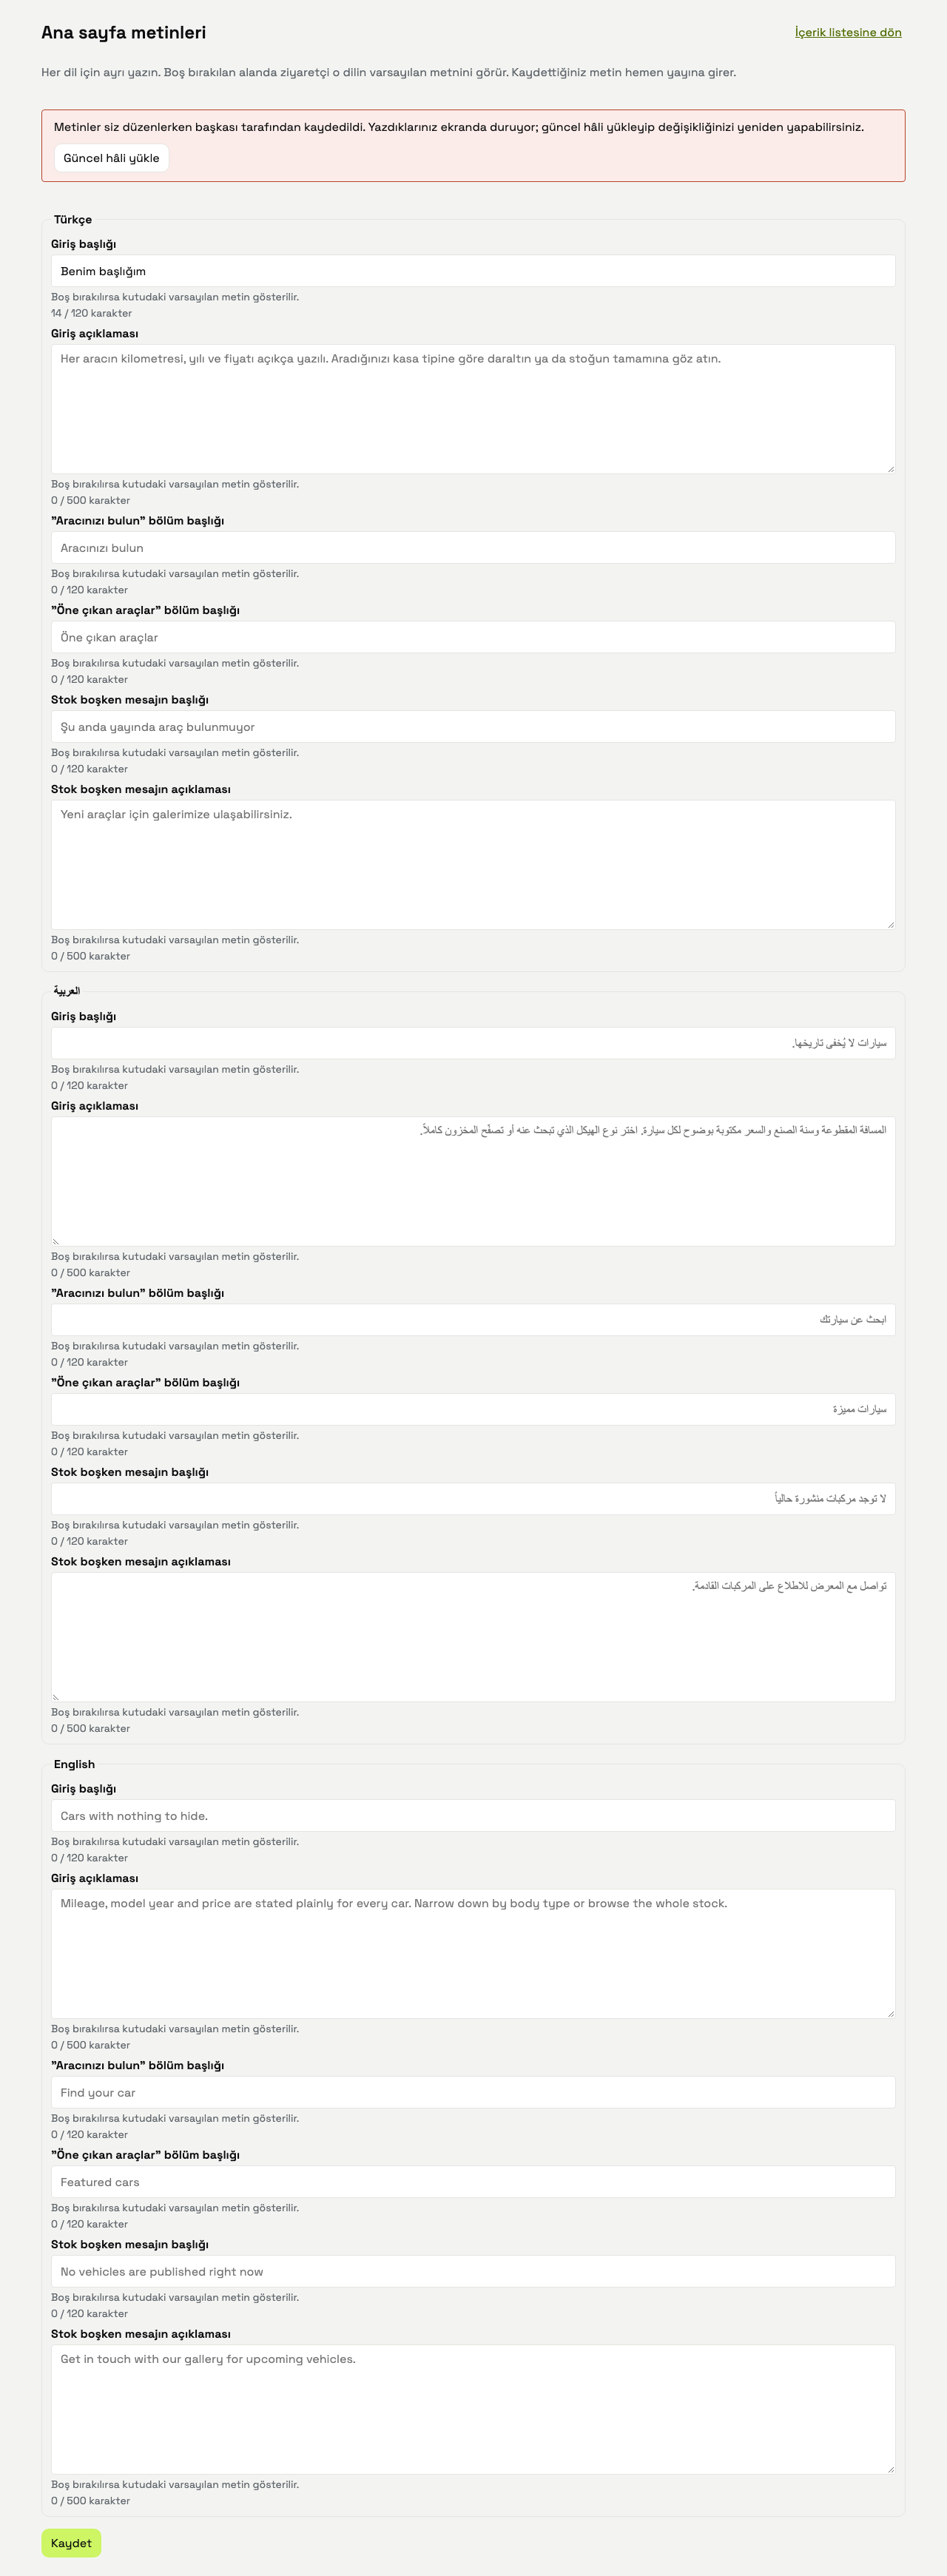 Ana sayfa metinleri
İçerik listesine dön
Her dil için ayrı yazın. Boş bırakılan alanda ziyaretçi o dilin varsayılan metnini görür. Kaydettiğiniz metin hemen yayına girer.
Metinler siz düzenlerken başkası tarafından kaydedildi. Yazdıklarınız ekranda duruyor; güncel hâli yükleyip değişikliğinizi yeniden yapabilirsiniz.
Güncel hâli yükle
Türkçe
Giriş başlığı
Benim başlığım
Boş bırakılırsa kutudaki varsayılan metin gösterilir.
14 / 120 karakter
Giriş açıklaması
Her aracın kilometresi, yılı ve fiyatı açıkça yazılı. Aradığınızı kasa tipine göre daraltın ya da stoğun tamamına göz atın.
Boş bırakılırsa kutudaki varsayılan metin gösterilir.
0 / 500 karakter
"Aracınızı bulun" bölüm başlığı
Aracınızı bulun
Boş bırakılırsa kutudaki varsayılan metin gösterilir.
0 / 120 karakter
"Öne çıkan araçlar" bölüm başlığı
Öne çıkan araçlar
Boş bırakılırsa kutudaki varsayılan metin gösterilir.
0 / 120 karakter
Stok boşken mesajın başlığı
Şu anda yayında araç bulunmuyor
Boş bırakılırsa kutudaki varsayılan metin gösterilir.
0 / 120 karakter
Stok boşken mesajın açıklaması
Yeni araçlar için galerimize ulaşabilirsiniz.
Boş bırakılırsa kutudaki varsayılan metin gösterilir.
0 / 500 karakter
العربية
Giriş başlığı
سيارات لا يُخفى تاريخها.
Boş bırakılırsa kutudaki varsayılan metin gösterilir.
0 / 120 karakter
Giriş açıklaması
المسافة المقطوعة وسنة الصنع والسعر مكتوبة بوضوح لكل سيارة. اختر نوع الهيكل الذي تبحث عنه أو تصفّح المخزون كاملاً.
Boş bırakılırsa kutudaki varsayılan metin gösterilir.
0 / 500 karakter
"Aracınızı bulun" bölüm başlığı
ابحث عن سيارتك
Boş bırakılırsa kutudaki varsayılan metin gösterilir.
0 / 120 karakter
"Öne çıkan araçlar" bölüm başlığı
سيارات مميزة
Boş bırakılırsa kutudaki varsayılan metin gösterilir.
0 / 120 karakter
Stok boşken mesajın başlığı
لا توجد مركبات منشورة حالياً
Boş bırakılırsa kutudaki varsayılan metin gösterilir.
0 / 120 karakter
Stok boşken mesajın açıklaması
تواصل مع المعرض للاطلاع على المركبات القادمة.
Boş bırakılırsa kutudaki varsayılan metin gösterilir.
0 / 500 karakter
English
Giriş başlığı
Cars with nothing to hide.
Boş bırakılırsa kutudaki varsayılan metin gösterilir.
0 / 120 karakter
Giriş açıklaması
Mileage, model year and price are stated plainly for every car. Narrow down by body type or browse the whole stock.
Boş bırakılırsa kutudaki varsayılan metin gösterilir.
0 / 500 karakter
"Aracınızı bulun" bölüm başlığı
Find your car
Boş bırakılırsa kutudaki varsayılan metin gösterilir.
0 / 120 karakter
"Öne çıkan araçlar" bölüm başlığı
Featured cars
Boş bırakılırsa kutudaki varsayılan metin gösterilir.
0 / 120 karakter
Stok boşken mesajın başlığı
No vehicles are published right now
Boş bırakılırsa kutudaki varsayılan metin gösterilir.
0 / 120 karakter
Stok boşken mesajın açıklaması
Get in touch with our gallery for upcoming vehicles.
Boş bırakılırsa kutudaki varsayılan metin gösterilir.
0 / 500 karakter
Kaydet